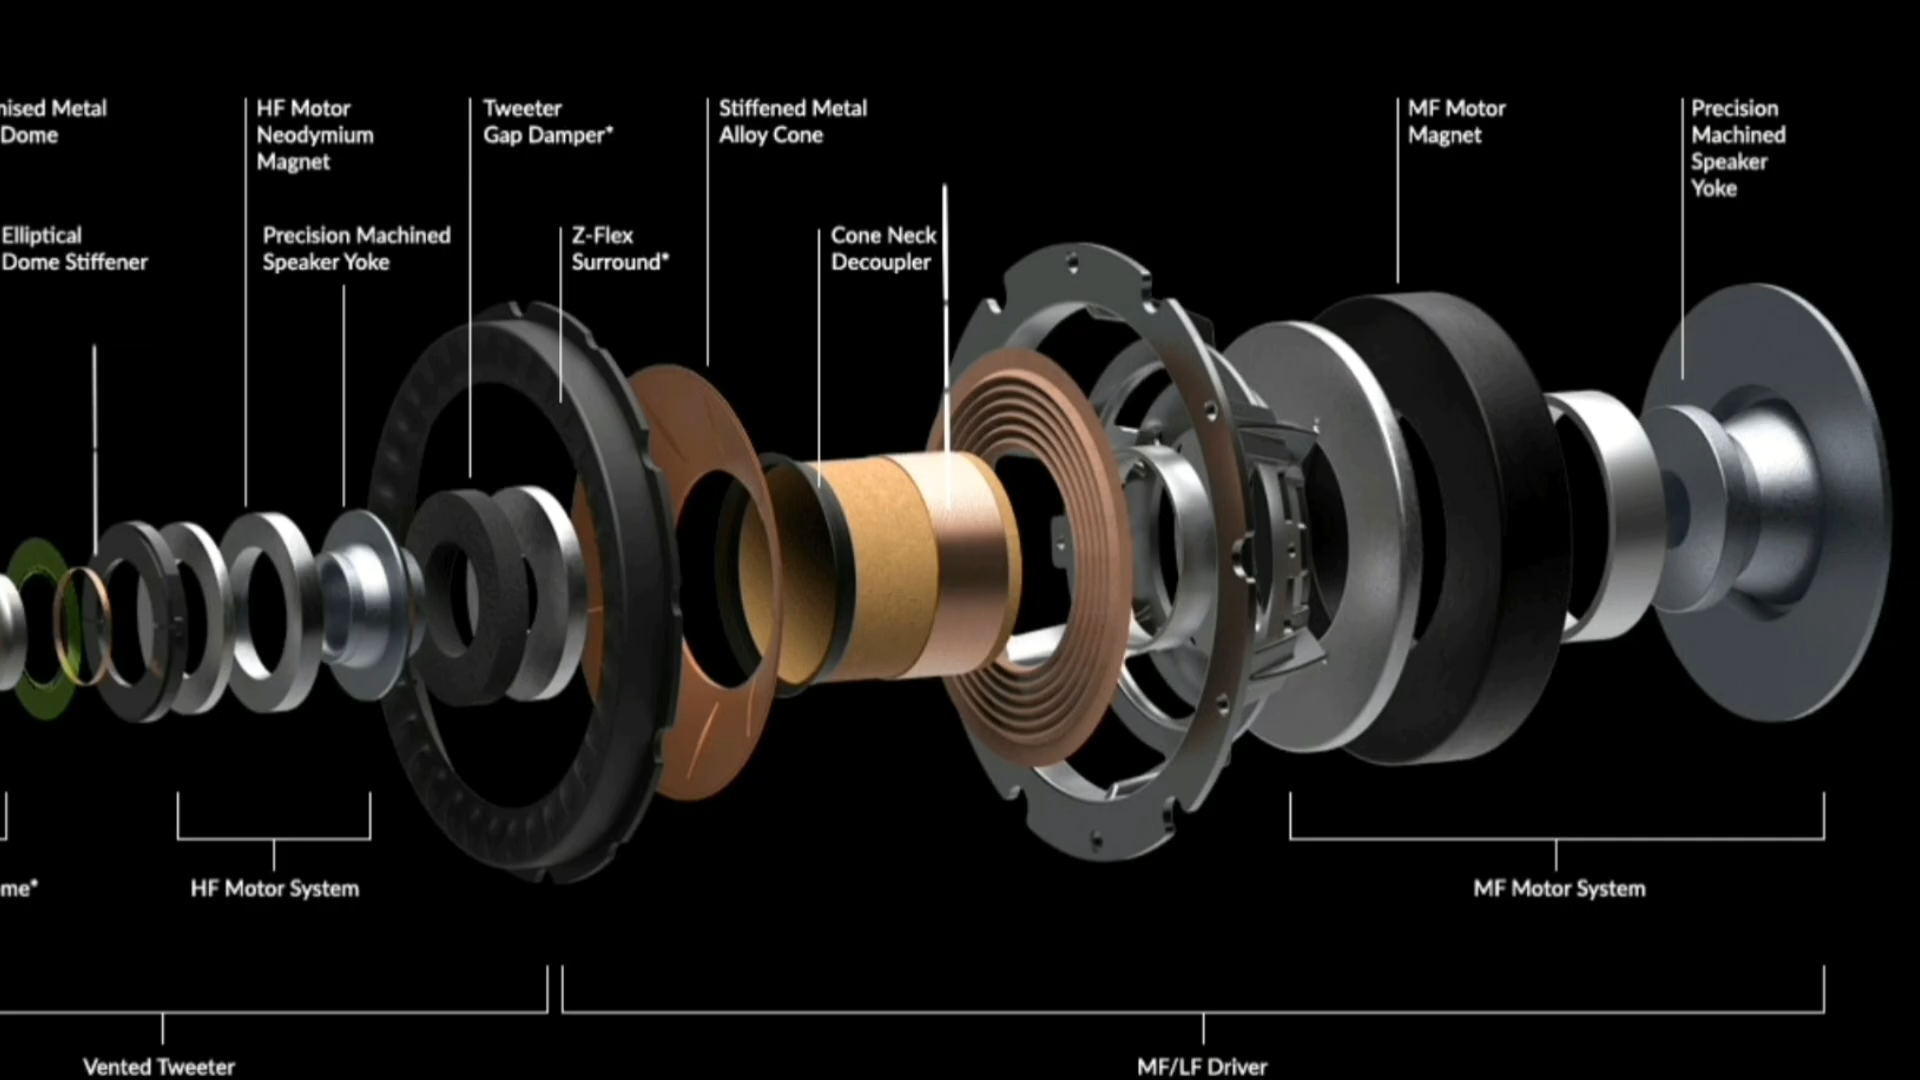 Metal
Dome
HF Motor
Neodymium
Magnet
Tweeter
Gap Damper*
Stiffened Metal
Alloy Cone
MF Motor
Magnet
Precision
Machined
Speaker
Yoke
Elliptical
Dome Stiffener
Precision Machined
Speaker Yoke
Z-Flex
Surround*
Cone Neck
Decoupler
HF Motor System
MF Motor System
Vented Tweeter
MF/LF Driver